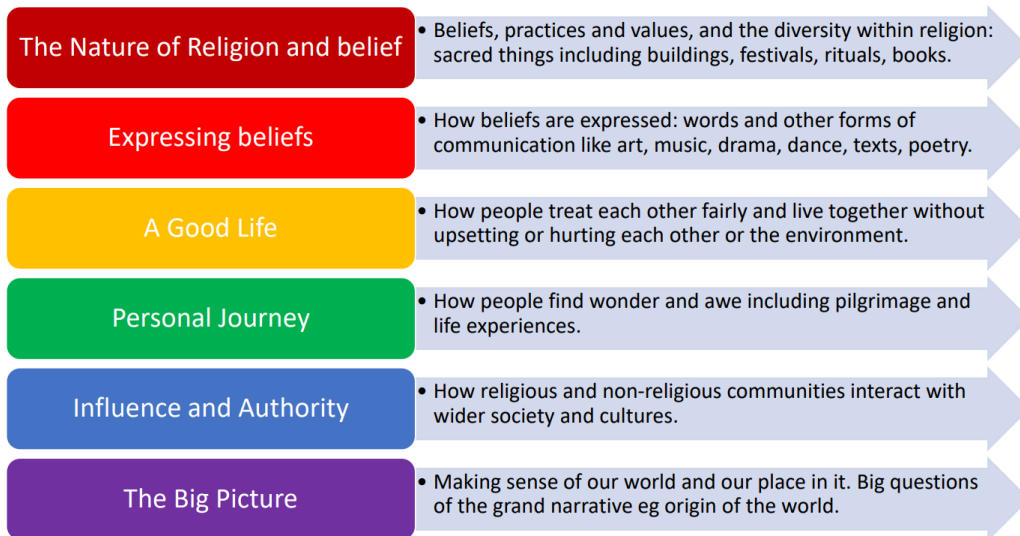 The Nature of Religion and belief
• Beliefs, practices and values, and the diversity within religion:
sacred things including buildings, festivals, rituals, books.
Expressing beliefs
• How beliefs are expressed: words and other forms of
communication like art, music, drama, dance, texts, poetry.
A Good Life
• How people treat each other fairly and live together without
upsetting or hurting each other or the environment.
Personal Journey
• How people find wonder and awe including pilgrimage and
life experiences.
Influence and Authority
• How religious and non-religious communities interact with
wider society and cultures.
The Big Picture
• Making sense of our world and our place in it. Big questions
of the grand narrative eg origin of the world.